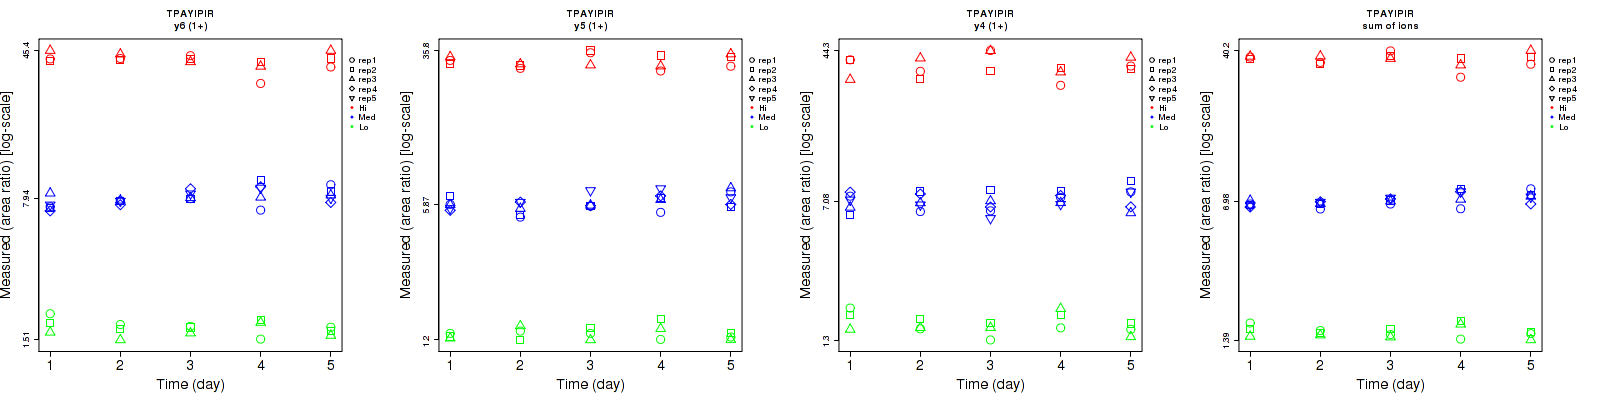 TPAYIPIR
y6 (1+)
Measured (area ratio) [log-scale]
45.4
7.94
1.51
1 2 3 4 5
Time (day)
rep1
rep2
rep3
rep4
rep5
Hi
Med
Lo
TPAYIPIR
y5 (1+)
Measured (area ratio) [log-scale]
35.8
5.87
1.2
1 2 3 4 5
Time (day)
rep1
rep2
rep3
rep4
rep5
Hi
Med
Lo
TPAYIPIR
y4 (1+)
Measured (area ratio) [log-scale]
44.3
7.08
1.3
1 2 3 4 5
Time (day)
rep1
rep2
rep3
rep4
rep5
Hi
Med
Lo
TPAYIPIR
sum of ions
Measured (area ratio) [log-scale]
40.2
6.98
1.39
1 2 3 4 5
Time (day)
rep1
rep2
rep3
rep4
rep5
Hi
Med
Lo